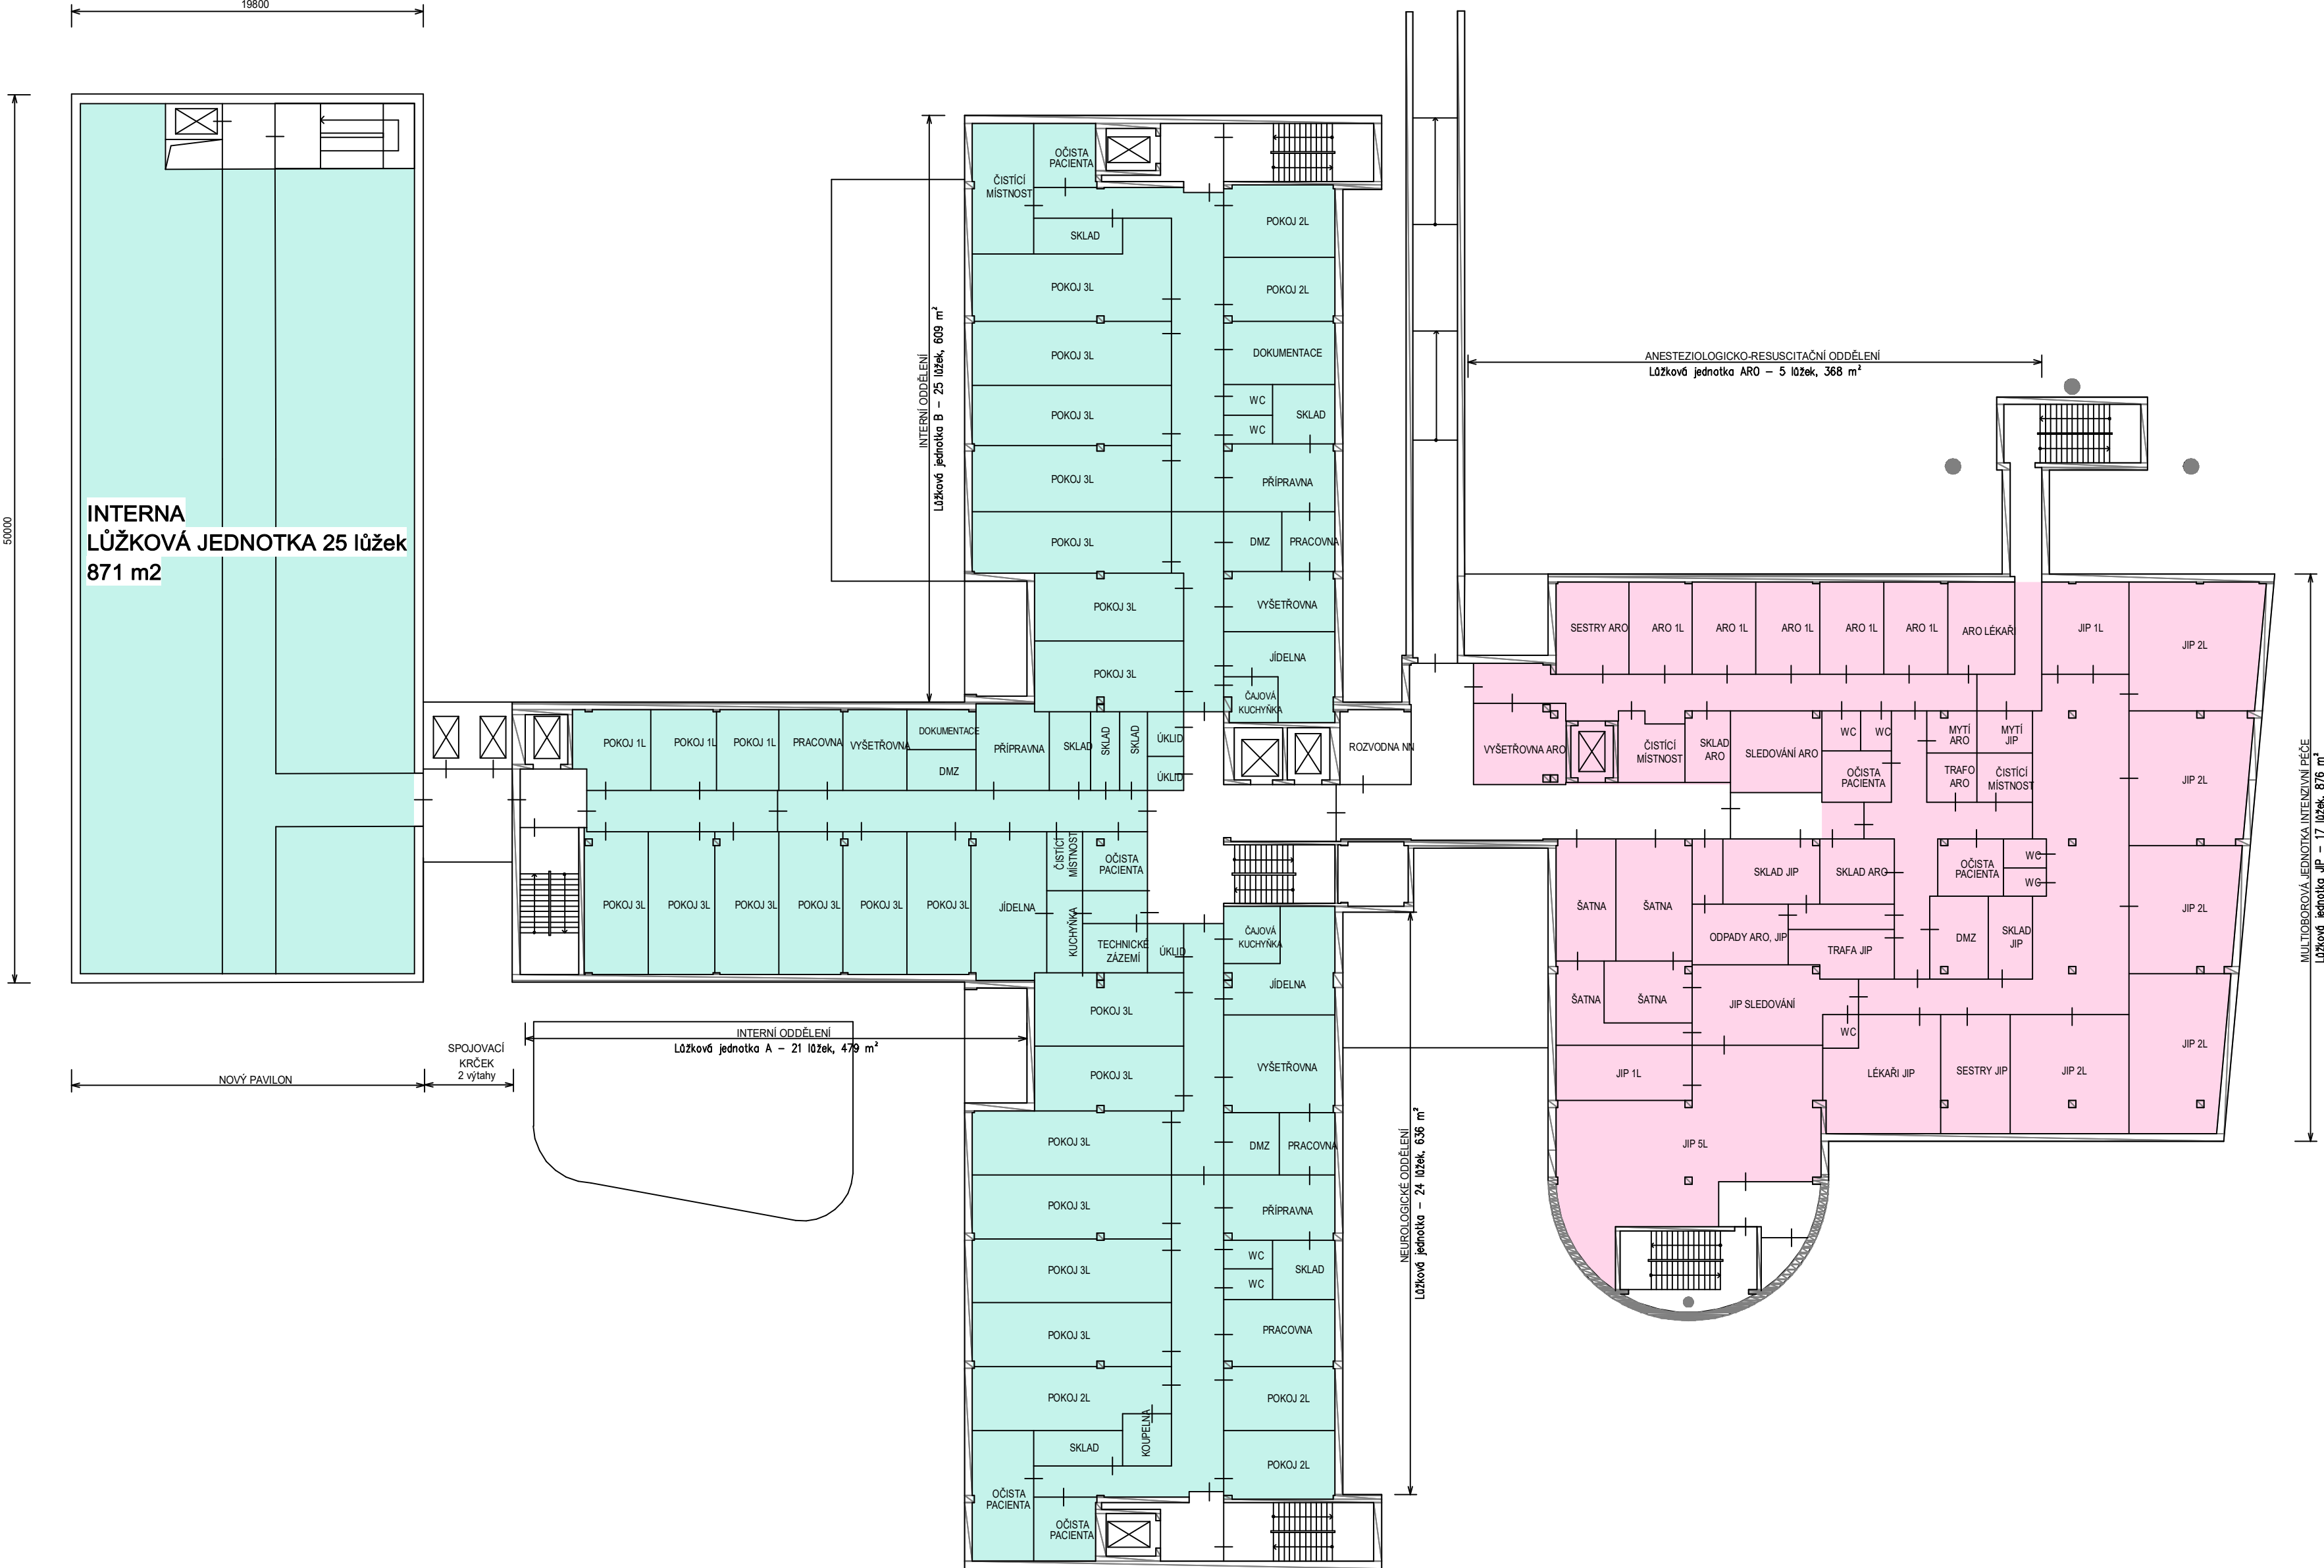 19800
50000
INTERNA
LŮŽKOVÁ JEDNOTKA 25 lůžek
871 m2
NOVÝ PAVILON
SPOJOVACÍ
KRČEK
2 výtahy
INTERNÍ ODDĚLENÍ
Lůžková jednotka A – 21 lůžek, 479 m²
POKOJ 1L
POKOJ 1L
POKOJ 1L
PRACOVNA
VYŠETŘOVNA
DOKUMENTACE
DMZ
PŘÍPRAVNA
SKLAD
SKLAD
SKLAD
ÚKLID
ÚKLID
POKOJ 3L
POKOJ 3L
POKOJ 3L
POKOJ 3L
POKOJ 3L
POKOJ 3L
JÍDELNA
ČISTÍCÍ
MÍSTNOST
KUCHYŇKA
OČISTA
PACIENTA
TECHNICKÉ
ZÁZEMÍ
ÚKLID
INTERNÍ ODDĚLENÍ
Lůžková jednotka B – 25 lůžek, 609 m²
ČISTÍCÍ
MÍSTNOST
OČISTA
PACIENTA
SKLAD
POKOJ 3L
POKOJ 3L
POKOJ 3L
POKOJ 3L
POKOJ 3L
POKOJ 3L
POKOJ 3L
POKOJ 2L
POKOJ 2L
DOKUMENTACE
WC
WC
SKLAD
PŘÍPRAVNA
DMZ
PRACOVNA
VYŠETŘOVNA
JÍDELNA
ČAJOVÁ
KUCHYŇKA
ROZVODNA NN
NEUROLOGICKÉ ODDĚLENÍ
Lůžková jednotka – 24 lůžek, 636 m²
ČAJOVÁ
KUCHYŇKA
JÍDELNA
VYŠETŘOVNA
DMZ
PRACOVNA
PŘÍPRAVNA
WC
WC
SKLAD
PRACOVNA
POKOJ 2L
POKOJ 2L
POKOJ 3L
POKOJ 3L
POKOJ 3L
POKOJ 3L
POKOJ 3L
POKOJ 3L
POKOJ 2L
KOUPELNA
SKLAD
OČISTA
PACIENTA
OČISTA
PACIENTA
ANESTEZIOLOGICKO-RESUSCITAČNÍ ODDĚLENÍ
Lůžková jednotka ARO – 5 lůžek, 368 m²
SESTRY ARO
ARO 1L
ARO 1L
ARO 1L
ARO 1L
ARO 1L
ARO LÉKAŘI
JIP 1L
JIP 2L
VYŠETŘOVNA ARO
ČISTÍCÍ
MÍSTNOST
SKLAD
ARO
SLEDOVÁNÍ ARO
WC
WC
OČISTA
PACIENTA
MYTÍ
ARO
MYTÍ
JIP
TRAFO
ARO
ČISTÍCÍ
MÍSTNOST
JIP 2L
ŠATNA
ŠATNA
SKLAD JIP
SKLAD ARO
ODPADY ARO, JIP
TRAFA JIP
OČISTA
PACIENTA
WC
WC
DMZ
SKLAD
JIP
JIP 2L
ŠATNA
ŠATNA
JIP SLEDOVÁNÍ
WC
JIP 1L
LÉKAŘI JIP
SESTRY JIP
JIP 2L
JIP 2L
JIP 5L
MULTIOBOROVÁ JEDNOTKA INTENZIVNÍ PÉČE
Lůžková jednotka JIP – 17 lůžek, 876 m²